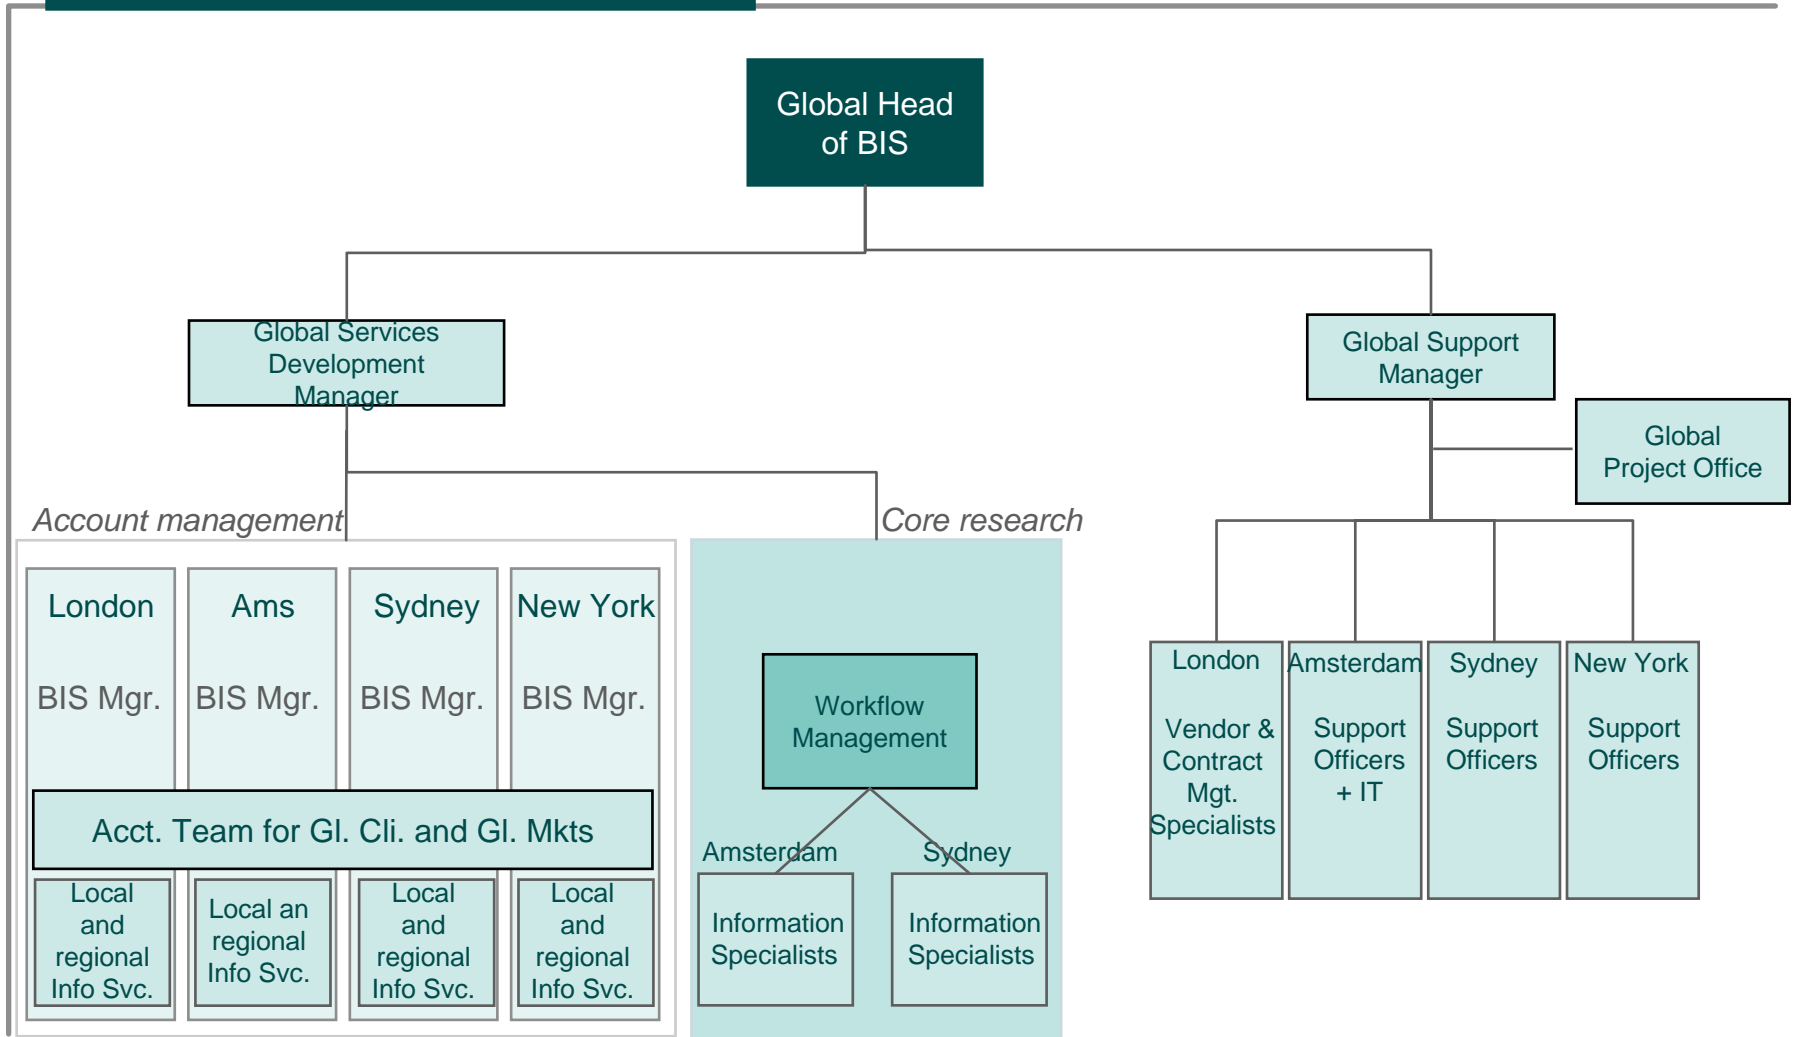 Global Head
of BIS
Global Services
Development
Manager
Global Support
Manager
Global
Project Office
Account management
Core research
London
BIS Mgr.
Ams
BIS Mgr.
Sydney
BIS Mgr.
New York
BIS Mgr.
Acct. Team for Gl. Cli. and Gl. Mkts
Local
and
regional
Info Svc.
Local an
regional
Info Svc.
Local
and
regional
Info Svc.
Local
and
regional
Info Svc.
Workflow
Management
Amsterdam
Information
Specialists
Sydney
Information
Specialists
London
Vendor &
Contract
Mgt.
Specialists
Amsterdam
Support
Officers
+ IT
Sydney
Support
Officers
New York
Support
Officers